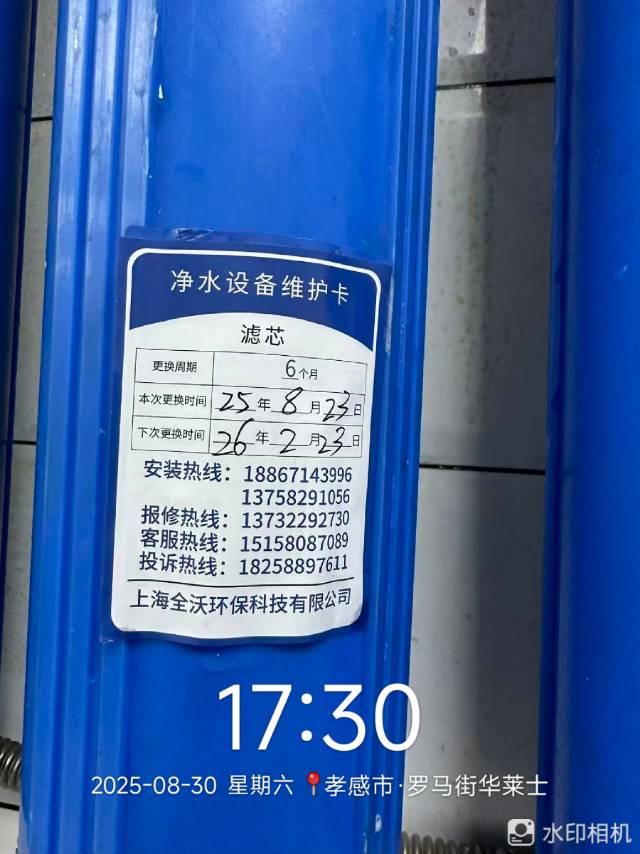 净水设备维护卡
滤芯
更换周期 6个月
本次更换时间 25年8月23日
下次更换时间 26年2月23日
安装热线：18867143996
13758291056
报修热线：13732292730
客服热线：15158087089
投诉热线：18258897611
上海全沃环保科技有限公司
17:30
2025-08-30 星期六 孝感市·罗马街华莱士
水印相机